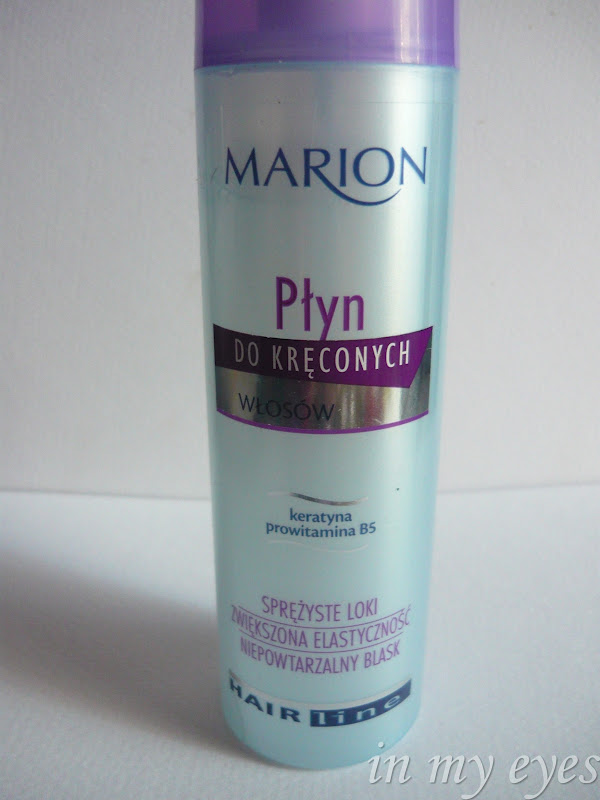 MARION
Płyn
DO KRĘCONYCH
WŁOSÓW
keratyna
prowitamina B5
SPRĘŻYSTE LOKI
ZWIĘKSZONA ELASTYCZNOŚĆ
NIEPOWTARZALNY BLASK
HAIR line
in my eyes